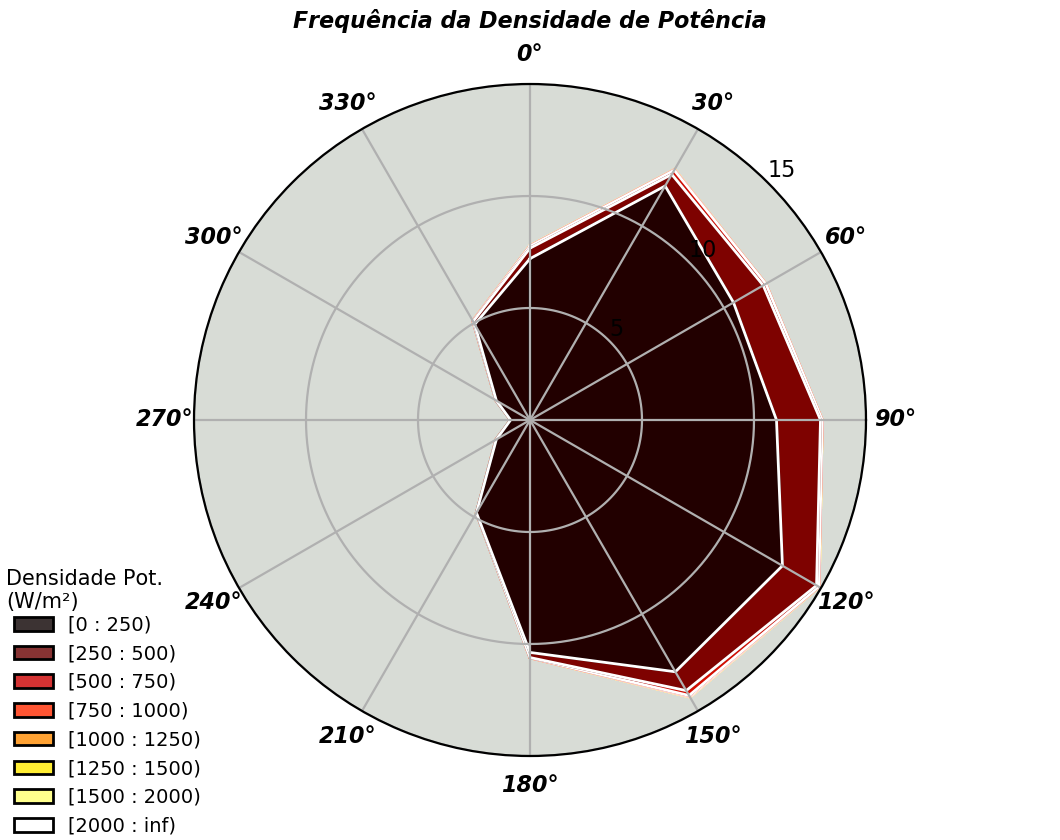 Frequência da Densidade de Potência
0°
330°
30°
15
300°
60°
10
5
270°
90°
240°
120°
210°
150°
180°
Densidade Pot.
(W/m²)
[0 : 250)
[250 : 500)
[500 : 750)
[750 : 1000)
[1000 : 1250)
[1250 : 1500)
[1500 : 2000)
[2000 : inf)